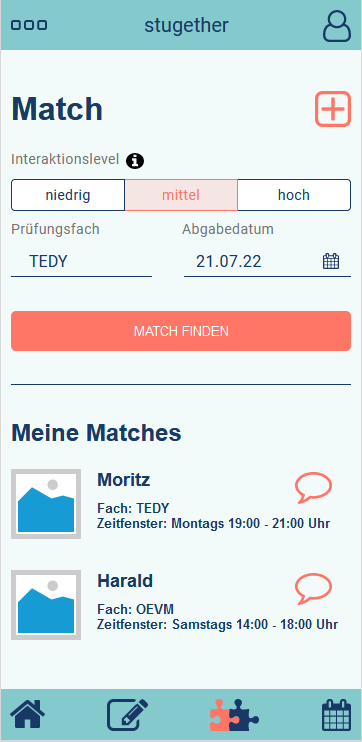 stugether
Match
Interaktionslevel
niedrig mittel hoch
Prüfungsfach Abgabedatum
TEDY 21.07.22
MATCH FINDEN
Meine Matches
Moritz
Fach: TEDY
Zeitfenster: Montags 19:00 - 21:00 Uhr
Harald
Fach: OEVM
Zeitfenster: Samstags 14:00 - 18:00 Uhr